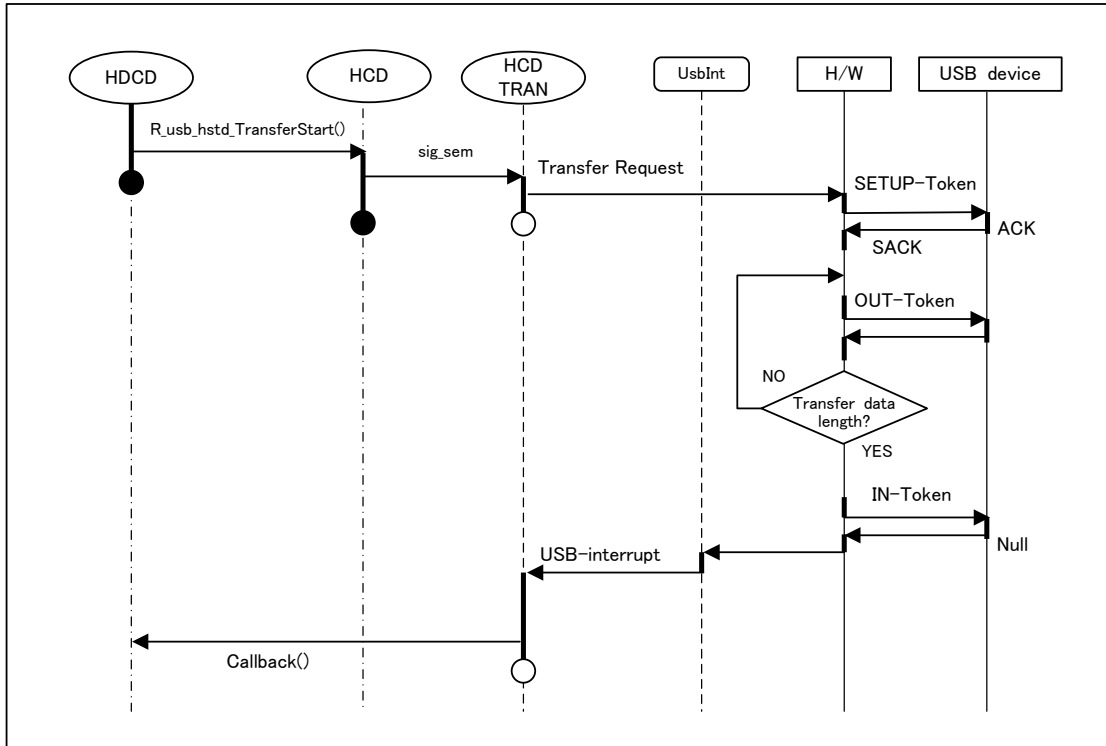 HDCD
HCD
HCD
TRAN
UsbInt
H/W
USB device
R_usb_hstd_TransferStart()
sig_sem
Transfer Request
SETUP-Token
ACK
SACK
OUT-Token
NO
Transfer data
length?
YES
IN-Token
Null
USB-interrupt
Callback()